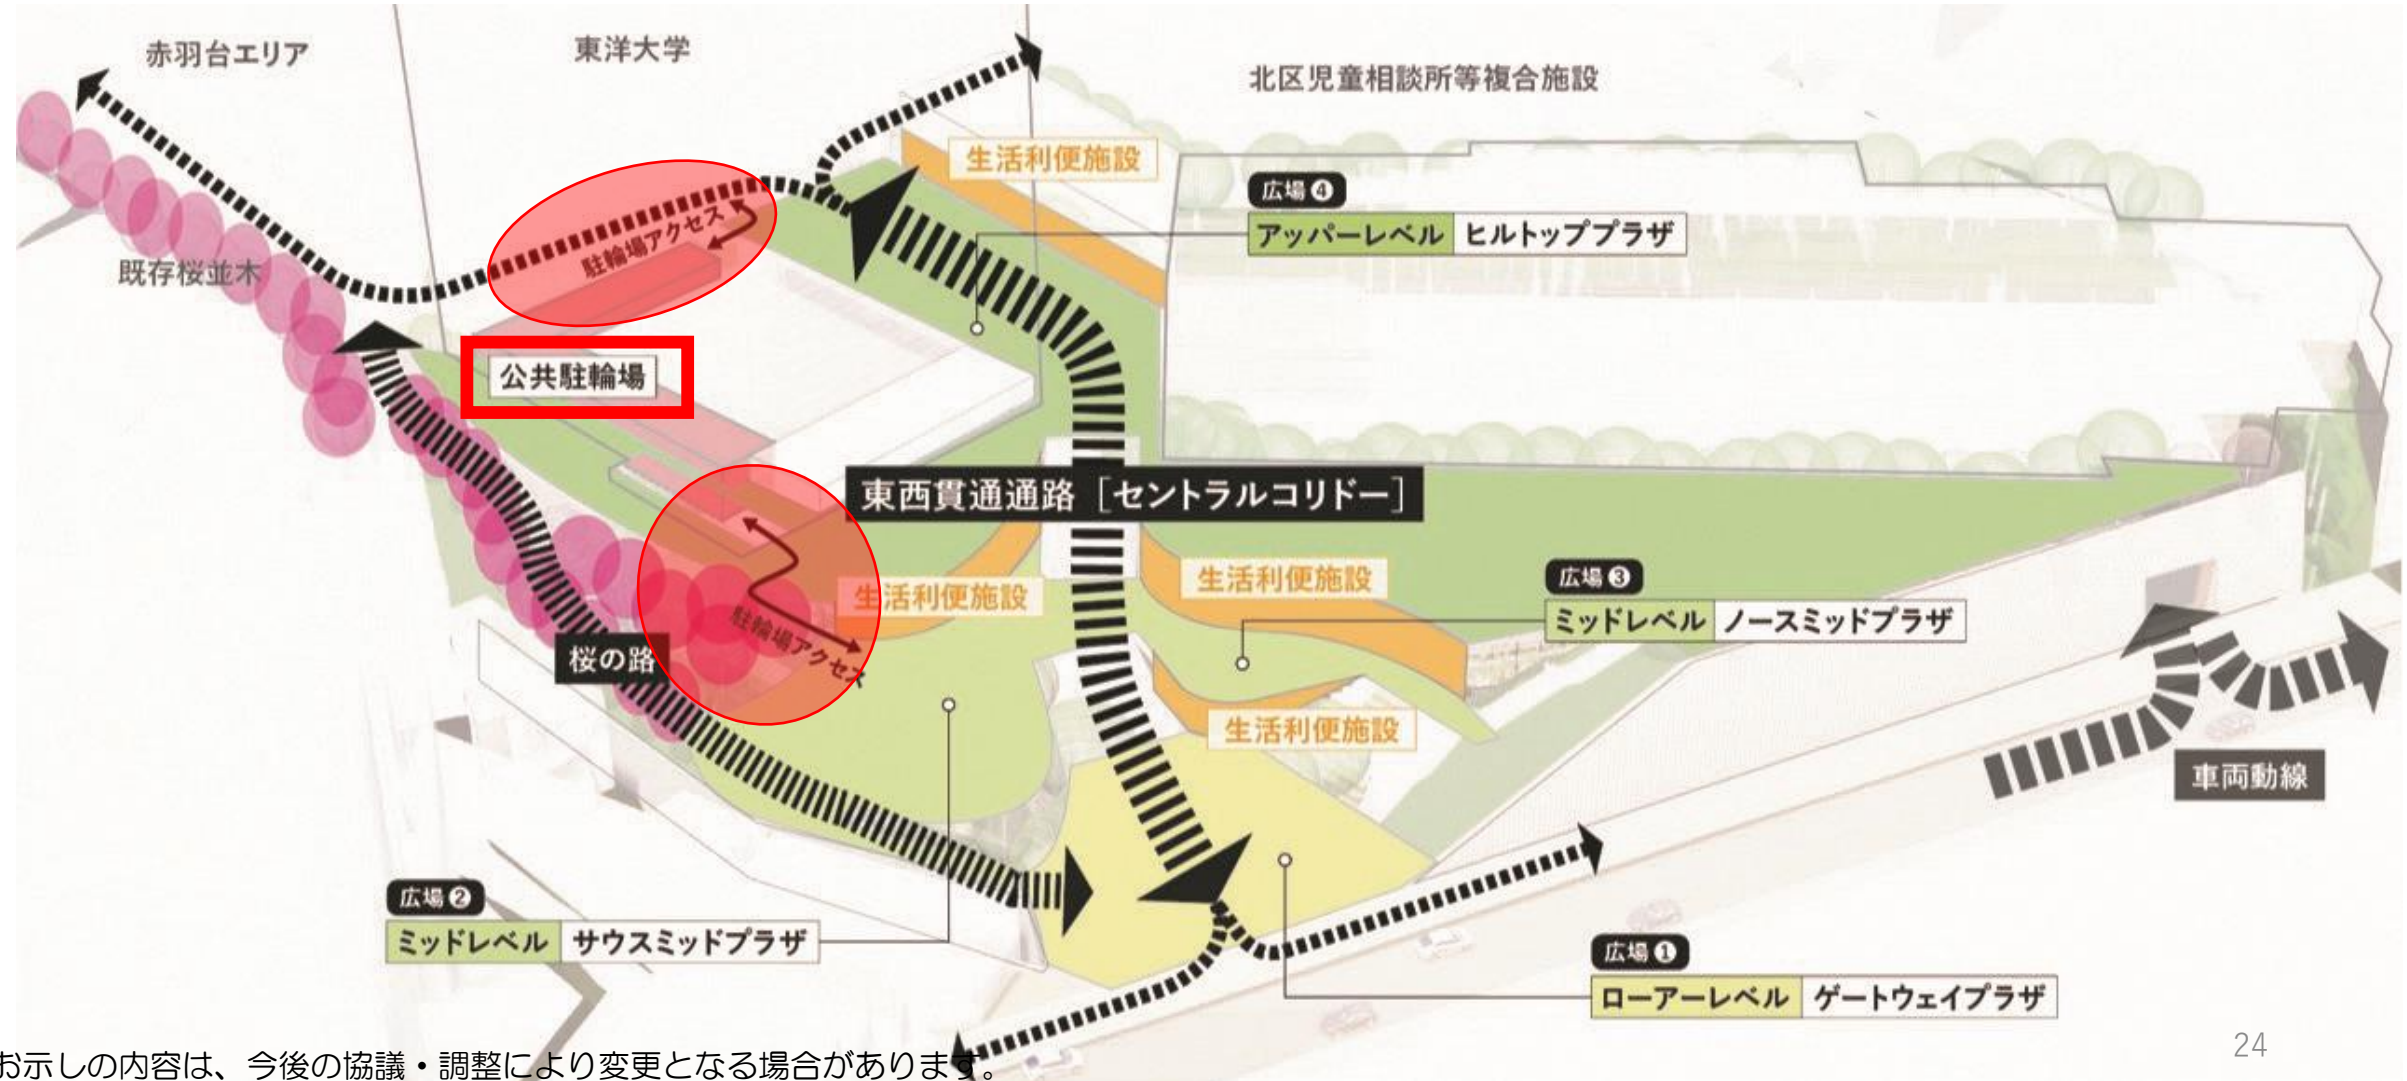 赤羽台エリア
東洋大学
北区児童相談所等複合施設
生活利便施設
広場❹
アッパーレベル ヒルトッププラザ
駐輪場アクセス
既存桜並木
公共駐輪場
東西貫通通路［セントラルコリドー］
生活利便施設
生活利便施設
広場❸
ミッドレベル ノースミッドプラザ
駐輪場アクセス
桜の路
生活利便施設
車両動線
広場❷
ミッドレベル サウスミッドプラザ
広場❶
ローアーレベル ゲートウェイプラザ
24
お示しの内容は、今後の協議・調整により変更となる場合があります。